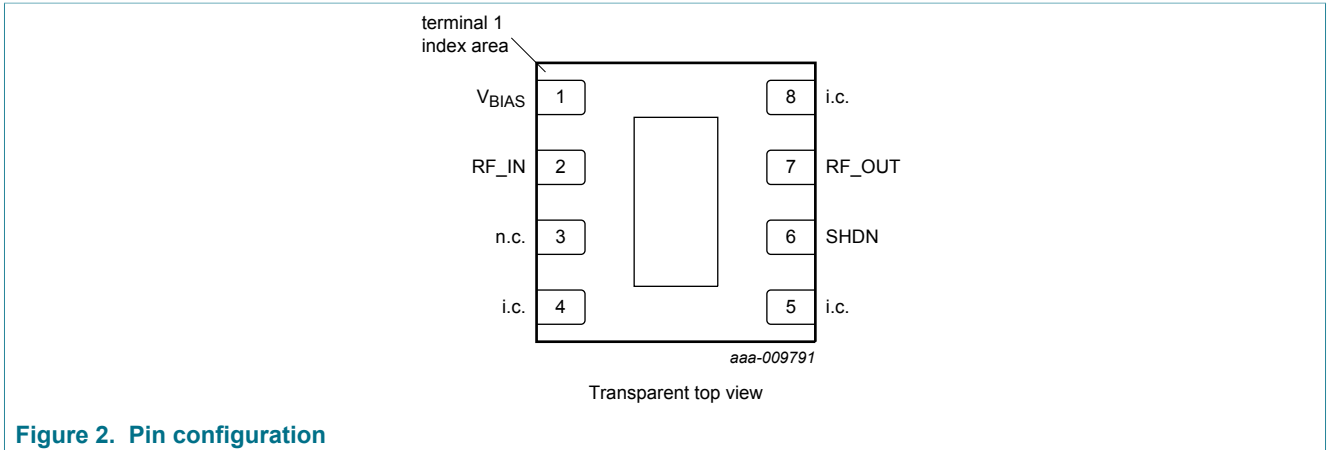 terminal 1
index area
VBIAS 1 8 i.c.
RF_IN 2 7 RF_OUT
n.c. 3 6 SHDN
i.c. 4 5 i.c.
aaa-009791
Transparent top view
Figure 2. Pin configuration